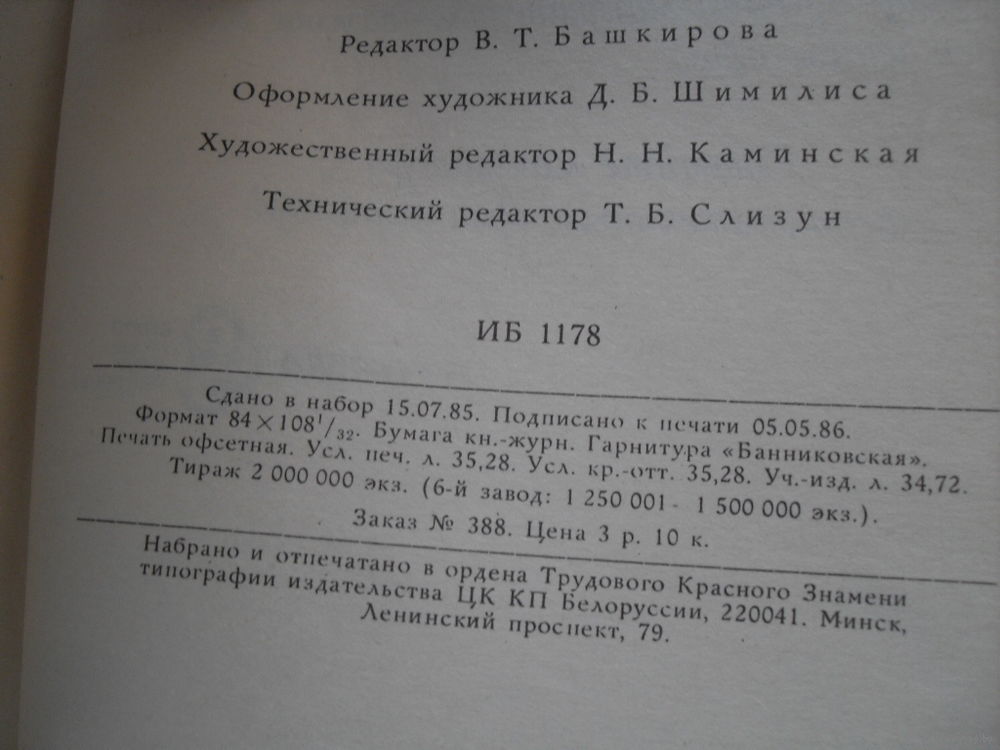 Редактор В. Т. Башкирова
Оформление художника Д. Б. Шимилиса
Художественный редактор Н. Н. Каминская
Технический редактор Т. Б. Слизун
ИБ 1178
Сдано в набор 15.07.85. Подписано к печати 05.05.86.
Формат 84×108¹/₃₂. Бумага кн.-журн. Гарнитура «Банниковская».
Печать офсетная. Усл. печ. л. 35,28. Усл. кр.-отт. 35,28. Уч.-изд. л. 34,72.
Тираж 2 000 000 экз. (6-й завод: 1 250 001 - 1 500 000 экз.).
Заказ № 388. Цена 3 р. 10 к.
Набрано и отпечатано в ордена Трудового Красного Знамени
типографии издательства ЦК КП Белоруссии, 220041. Минск,
Ленинский проспект, 79.